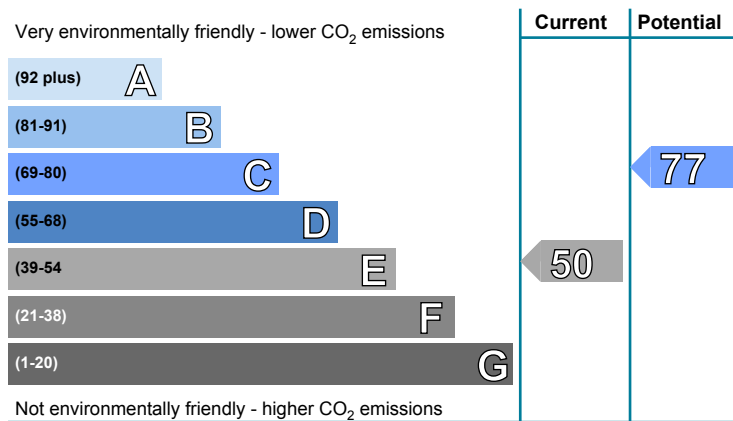 Very environmentally friendly - lower CO2 emissions
Current
Potential
(92 plus) A
(81-91) B
(69-80) C
77
(55-68) D
(39-54 E
50
(21-38) F
(1-20) G
Not environmentally friendly - higher CO2 emissions